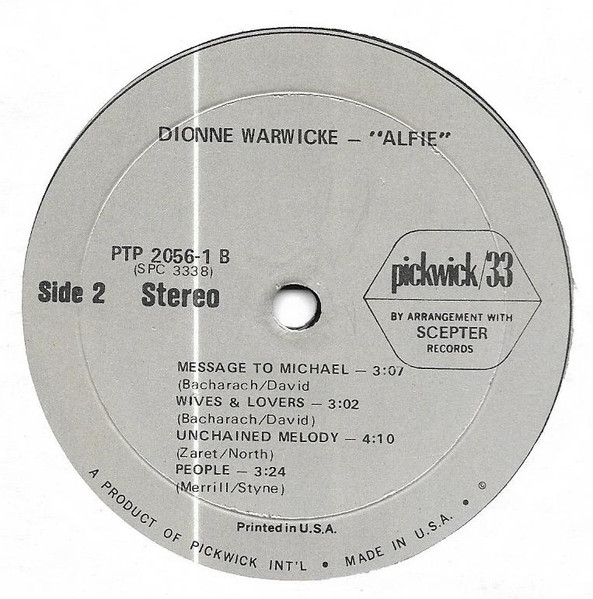 DIONNE WARWICKE — "ALFIE"
PTP 2056-1 B
(SPC 3338)
Side 2 Stereo
pickwick/33
BY ARRANGEMENT WITH
SCEPTER
RECORDS
MESSAGE TO MICHAEL — 3:07
(Bacharach/David
WIVES & LOVERS — 3:02
(Bacharach/David)
UNCHAINED MELODY — 4:10
(Zaret/North)
PEOPLE — 3:24
(Merrill/Styne)
Printed in U.S.A.
A PRODUCT OF PICKWICK INT'L • MADE IN U.S.A. • ©